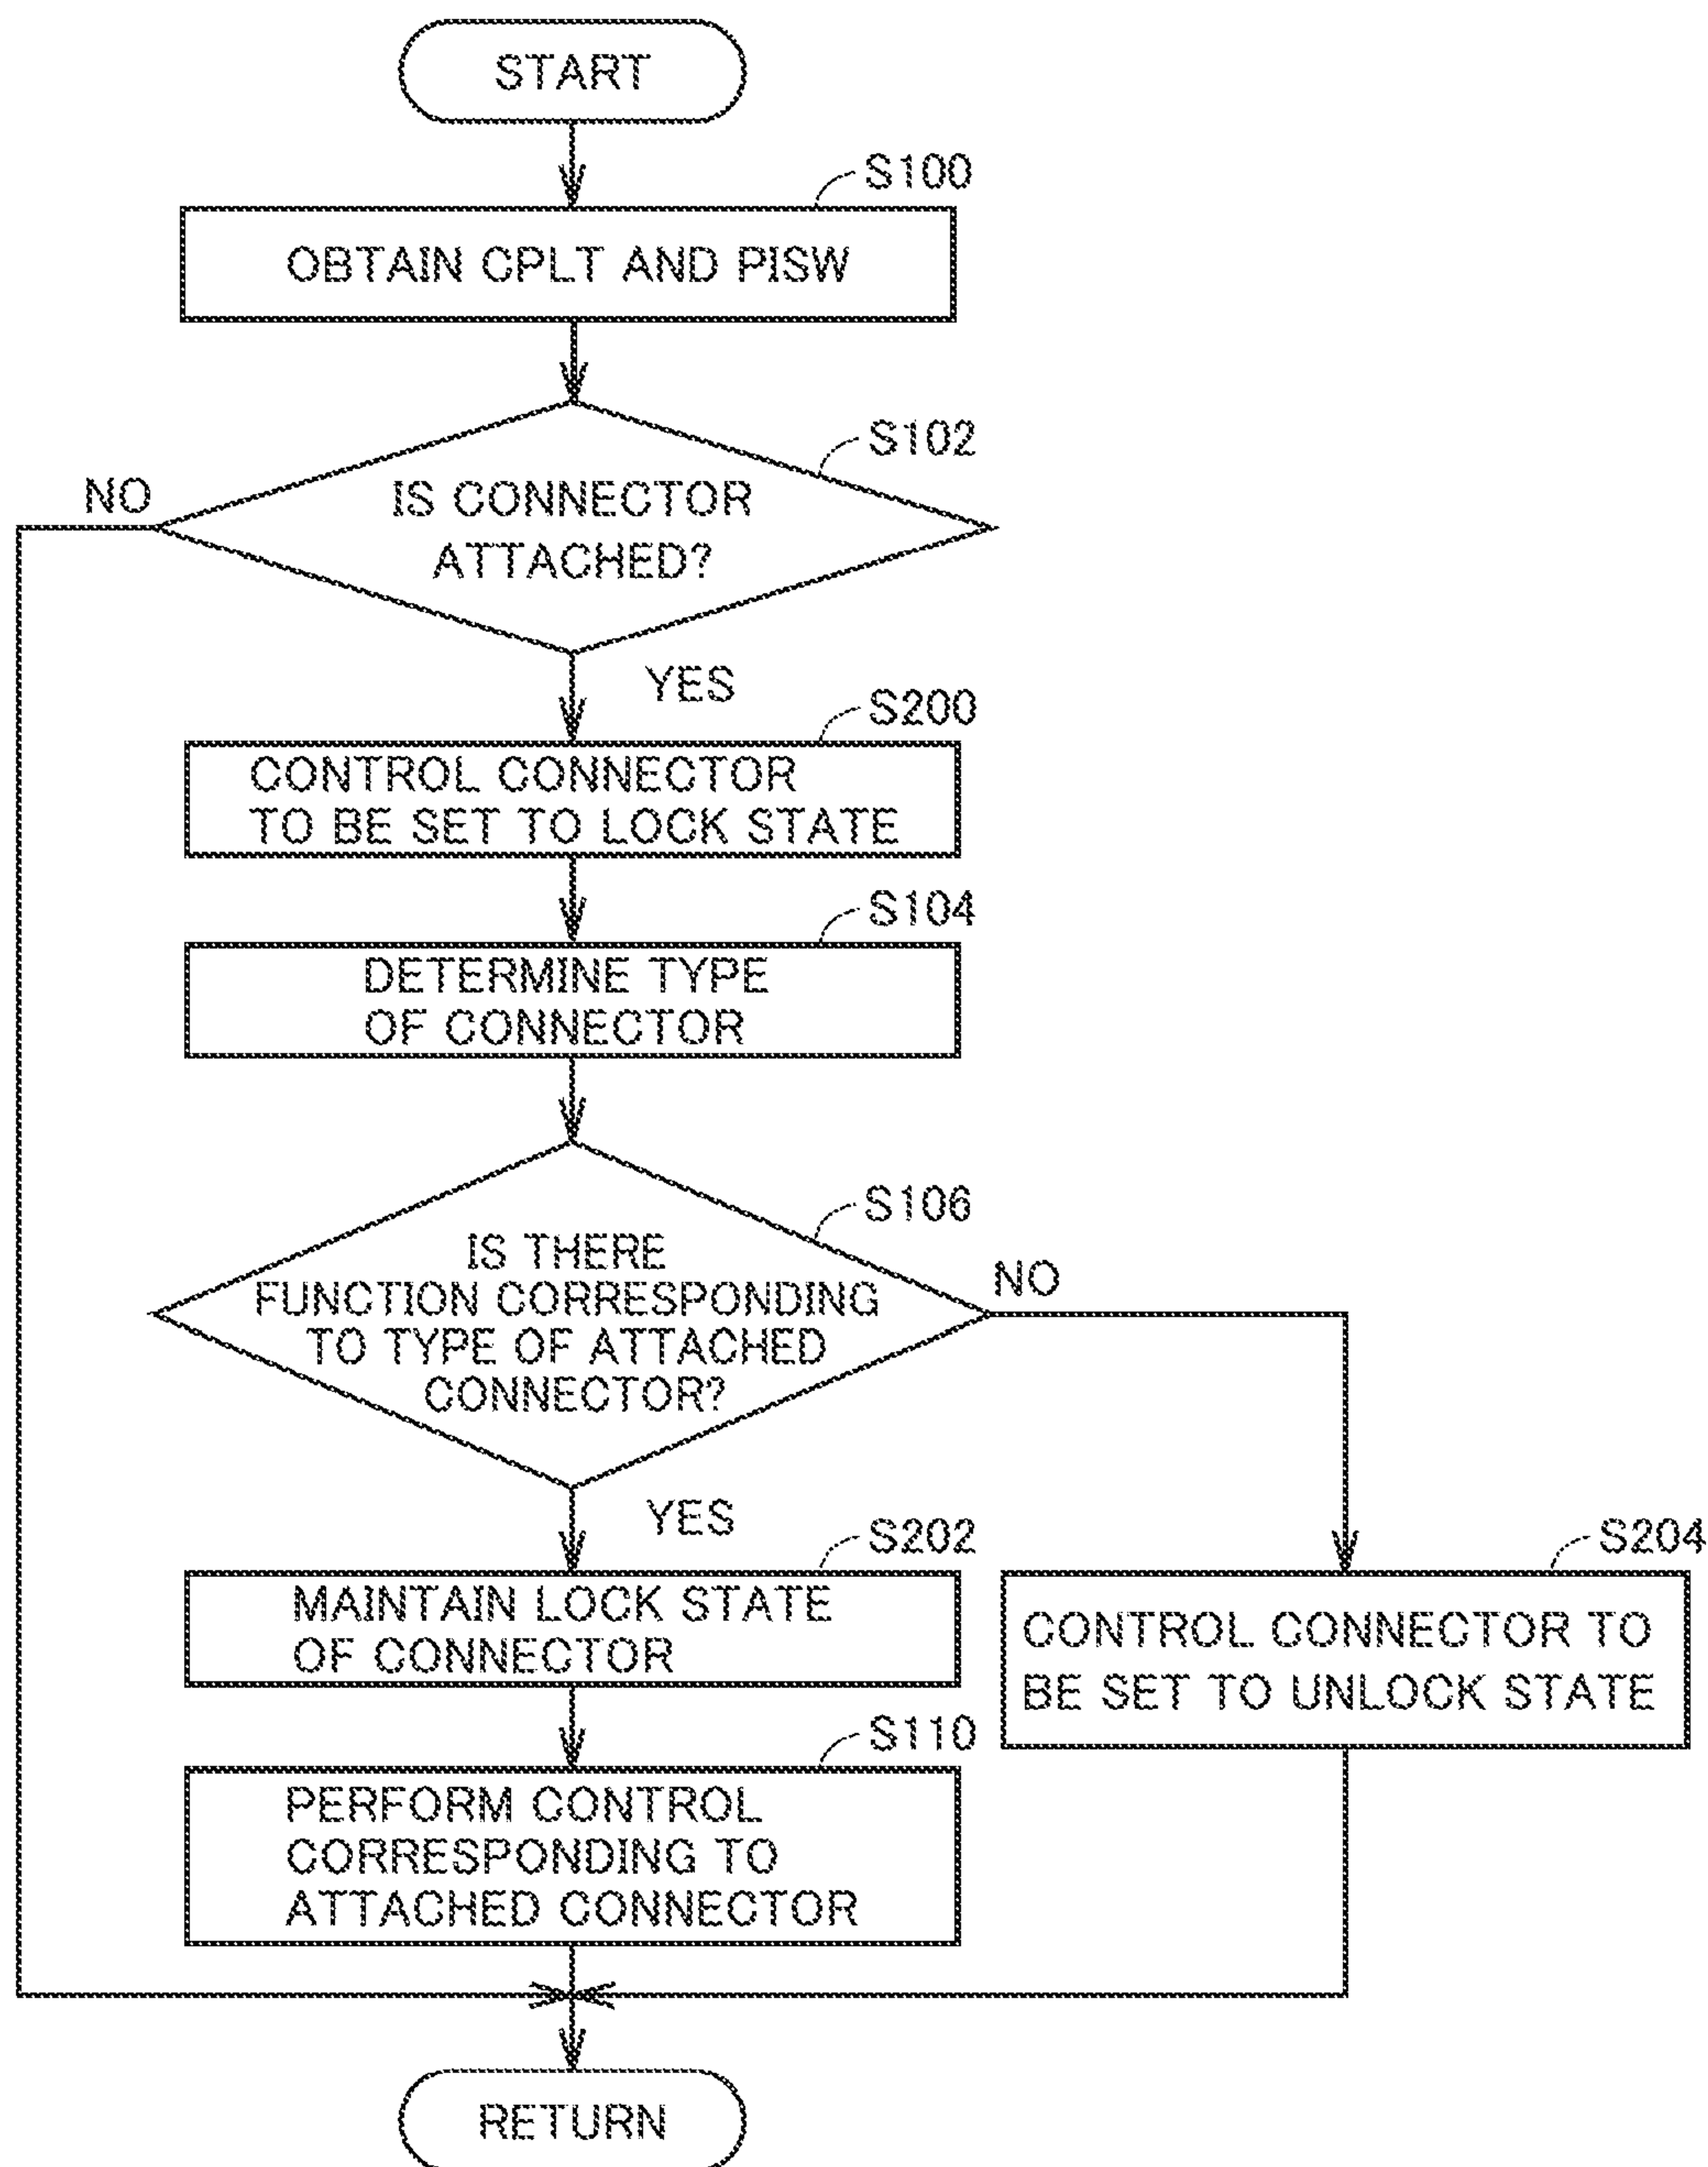 START
S100
OBTAIN CPLT AND PISW
S102
NO
IS CONNECTOR
ATTACHED?
YES
S200
CONTROL CONNECTOR
TO BE SET TO LOCK STATE
S104
DETERMINE TYPE
OF CONNECTOR
S106
IS THERE
FUNCTION CORRESPONDING
TO TYPE OF ATTACHED
CONNECTOR?
NO
YES
S202
MAINTAIN LOCK STATE
OF CONNECTOR
S204
CONTROL CONNECTOR TO
BE SET TO UNLOCK STATE
S110
PERFORM CONTROL
CORRESPONDING TO
ATTACHED CONNECTOR
RETURN